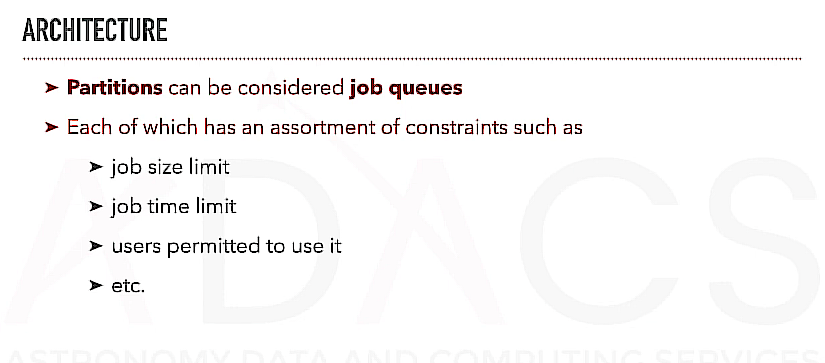 ARCHITECTURE
➤ Partitions can be considered job queues
➤ Each of which has an assortment of constraints such as
➤ job size limit
➤ job time limit
➤ users permitted to use it
➤ etc.
ADACS
ASTRONOMY DATA AND COMPUTING SERVICES